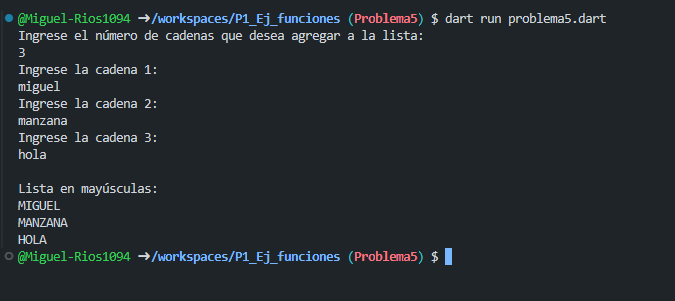 @Miguel-Rios1094 ➜/workspaces/P1_Ej_funciones (Problema5) $ dart run problema5.dart
Ingrese el número de cadenas que desea agregar a la lista:
3
Ingrese la cadena 1:
miguel
Ingrese la cadena 2:
manzana
Ingrese la cadena 3:
hola

Lista en mayúsculas:
MIGUEL
MANZANA
HOLA
@Miguel-Rios1094 ➜/workspaces/P1_Ej_funciones (Problema5) $